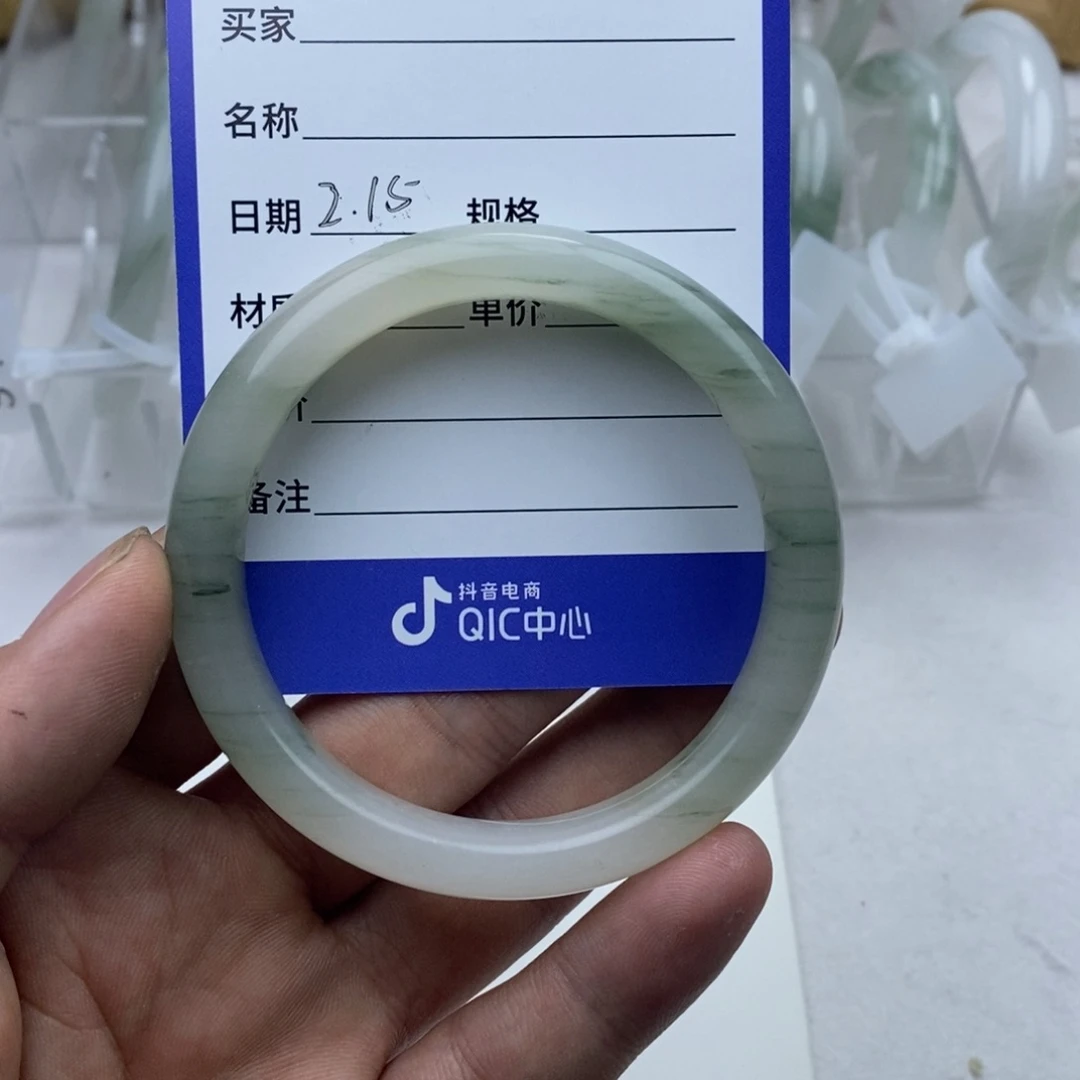 买家
名称
日期 2.15 规格
材 单价
备注
抖音电商
QIC中心